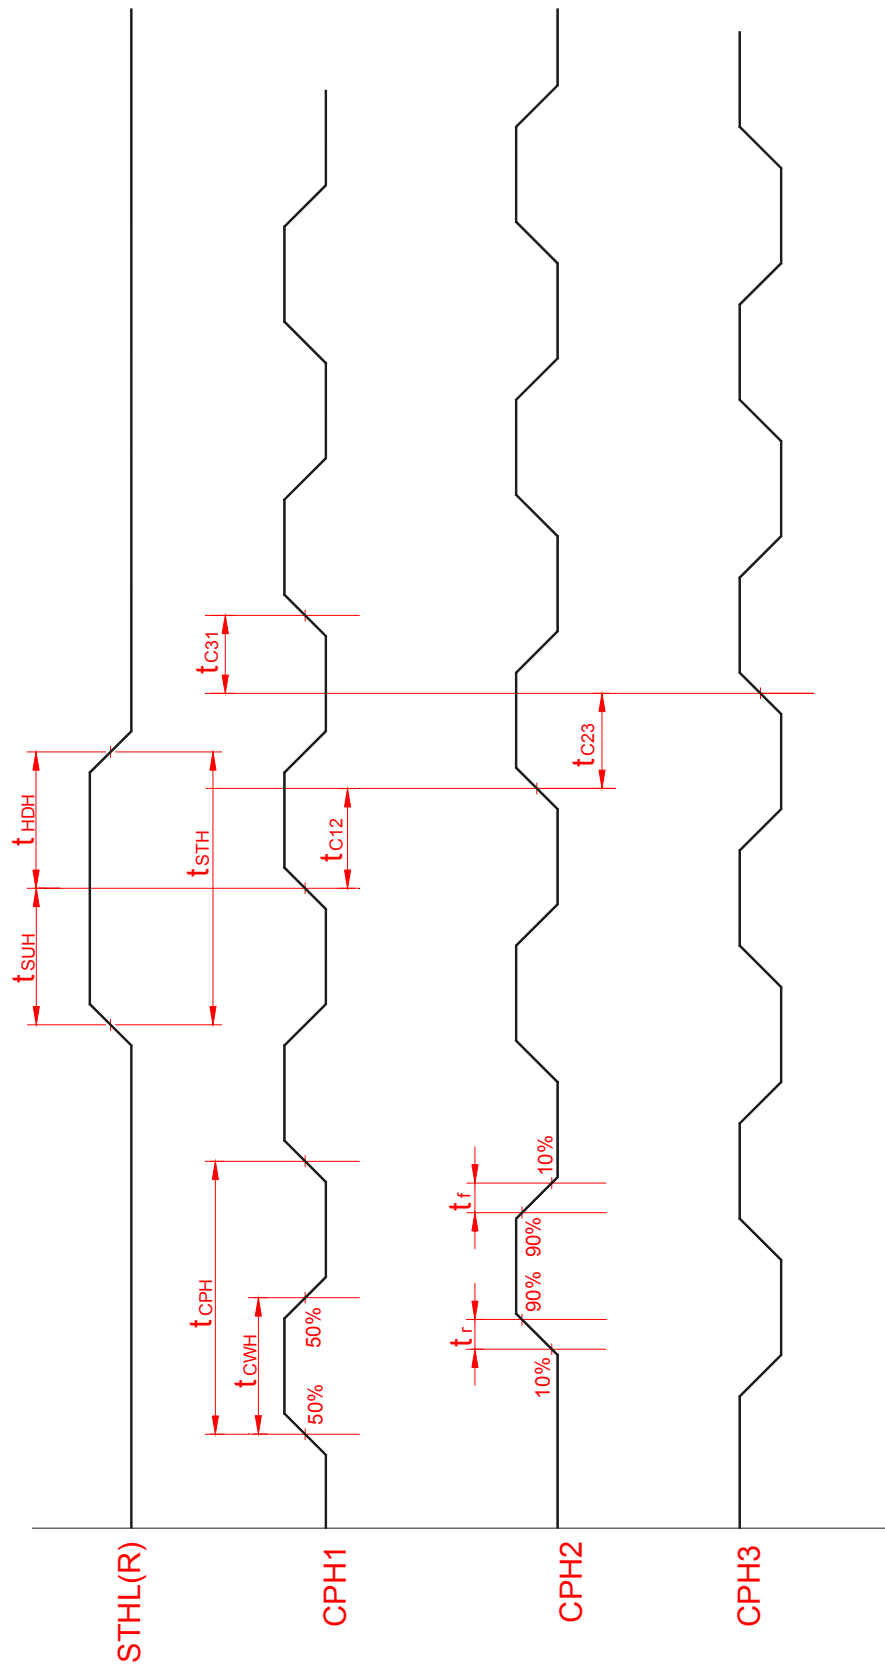 STHL(R)
tSUH
tHDH
tSTH
CPH1
tCPH
tCWH
50%
50%
tC12
tC31
CPH2
tr
tf
10%
90%
90%
10%
tC23
CPH3